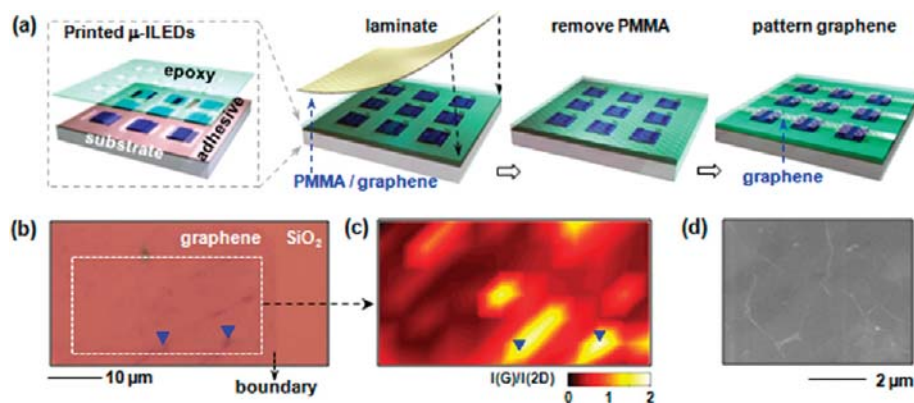 (a)
Printed μ-ILEDs
epoxy
adhesive
substrate
laminate
PMMA / graphene
remove PMMA
pattern graphene
graphene
(b)
graphene
SiO2
10 μm
boundary
(c)
I(G)/I(2D)
0 1 2
(d)
2 μm